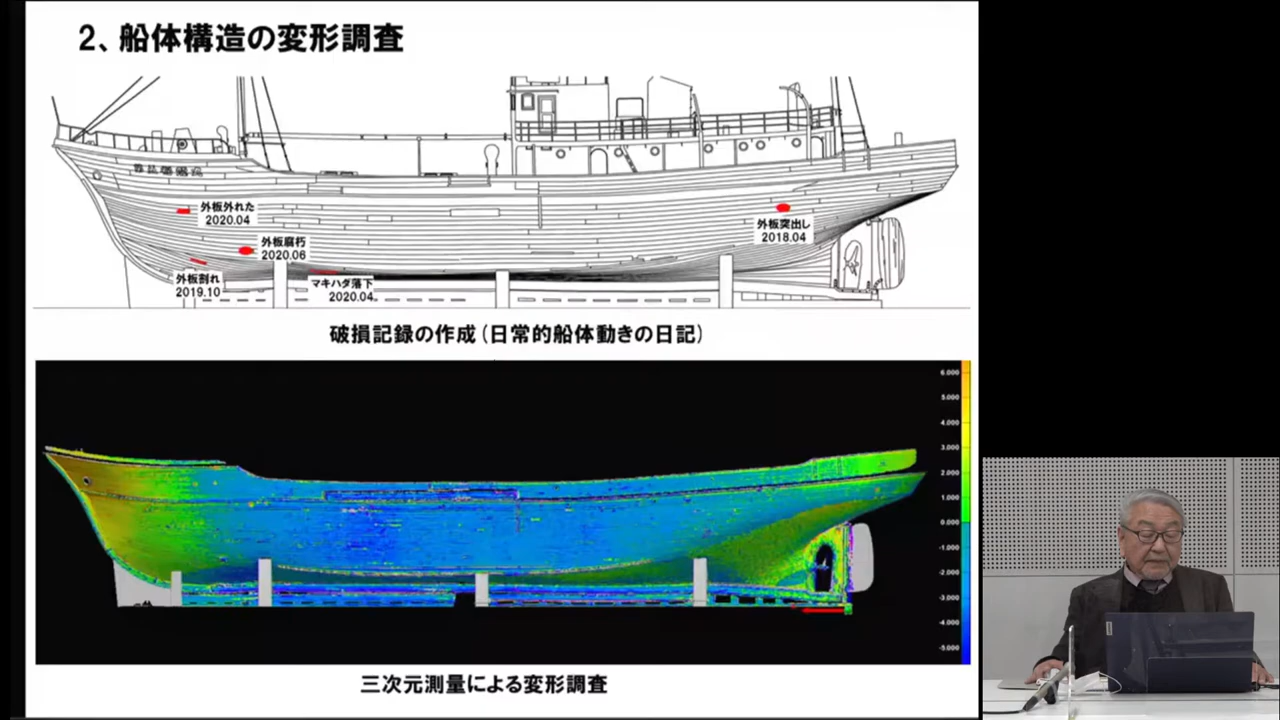 2、船体構造の変形調査
第五福龍丸
外板外れた
2020.04
外板突出し
2018.04
外板腐朽
2020.06
外板割れ
2019.10
マキハダ落下
2020.04
破損記録の作成(日常的船体動きの日記)
6.000
5.000
4.000
3.000
2.000
1.000
0.000
-1.000
-2.000
-3.000
-4.000
-5.000
三次元測量による変形調査